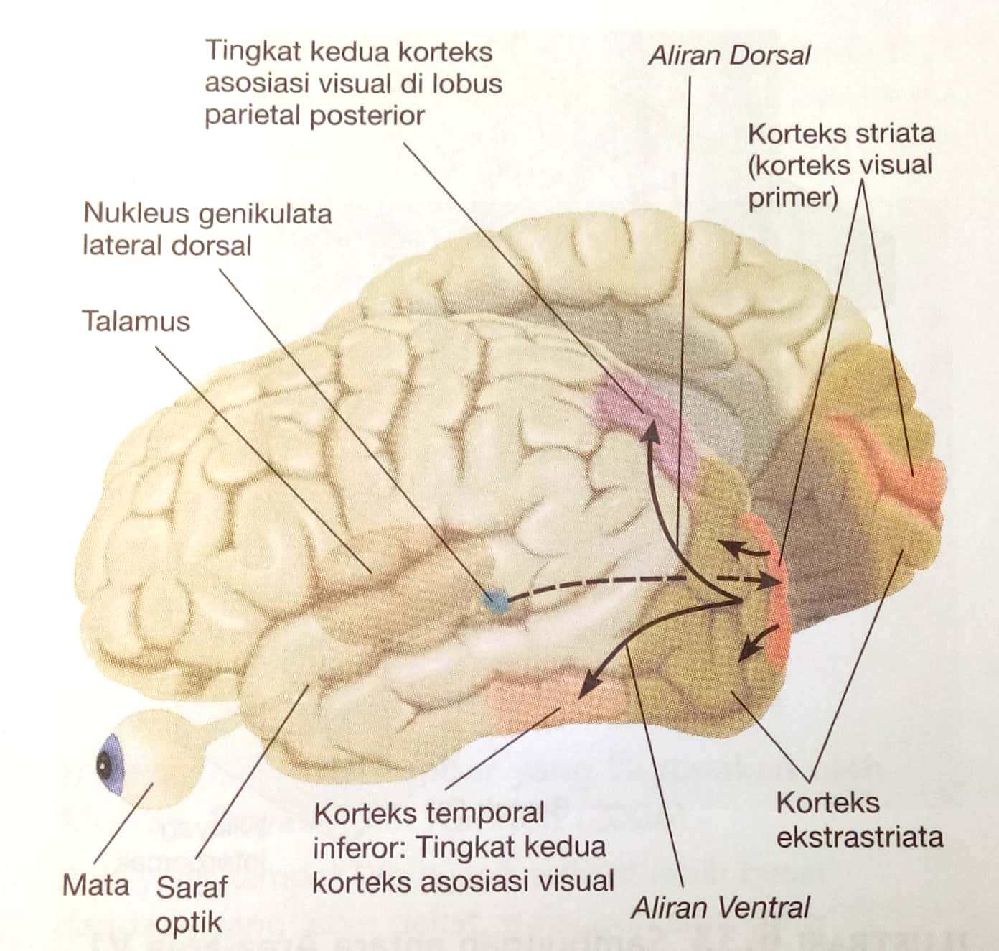 Tingkat kedua korteks
asosiasi visual di lobus
parietal posterior
Aliran Dorsal
Korteks striata
(korteks visual
primer)
Nukleus genikulata
lateral dorsal
Talamus
Mata
Saraf
optik
Korteks temporal
inferor: Tingkat kedua
korteks asosiasi visual
Aliran Ventral
Korteks
ekstrastriata